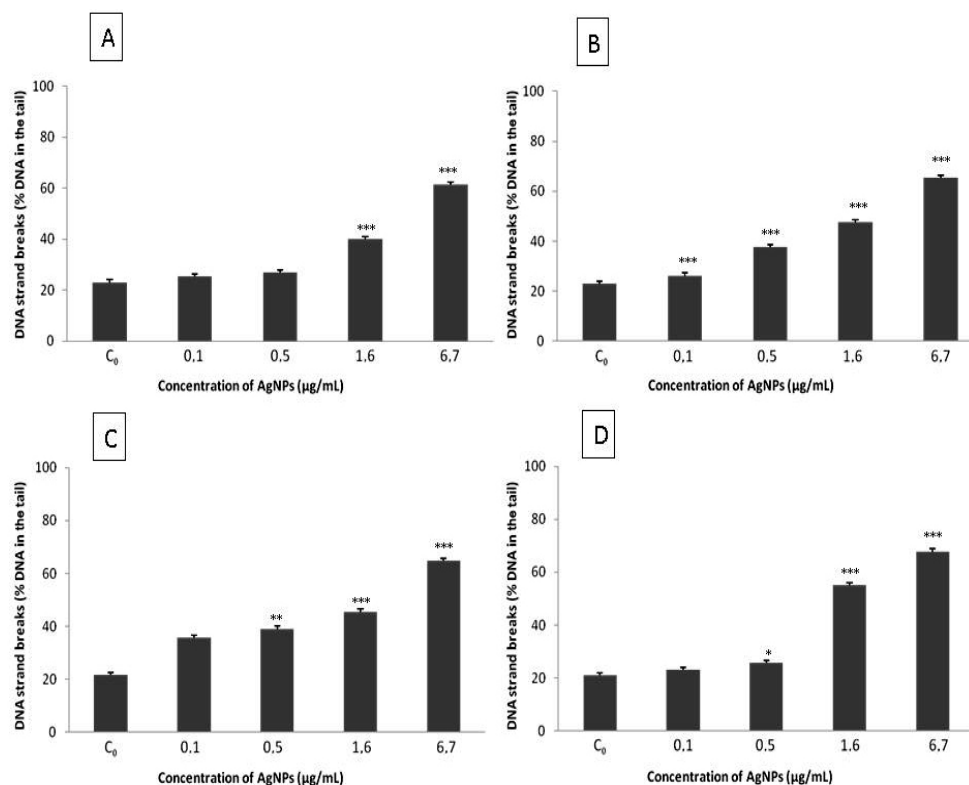 A
DNA strand breaks (% DNA in the tail)
100
80
60
40
20
0
***
***
C₀ 0,1 0,5 1,6 6,7
Concentration of AgNPs (µg/mL)
B
DNA strand breaks (% DNA in the tail)
100
80
60
40
20
0
***
***
***
***
C₀ 0,1 0,5 1,6 6,7
Concentration of AgNPs (µg/mL)
C
DNA strand breaks (% DNA in the tail)
100
80
60
40
20
0
**
***
***
C₀ 0,1 0,5 1,6 6,7
Concentration of AgNPs (µg/mL)
D
DNA strand breaks (% DNA in the tail)
100
80
60
40
20
0
*
***
***
C₀ 0,1 0,5 1,6 6,7
Concentration of AgNPs (µg/mL)